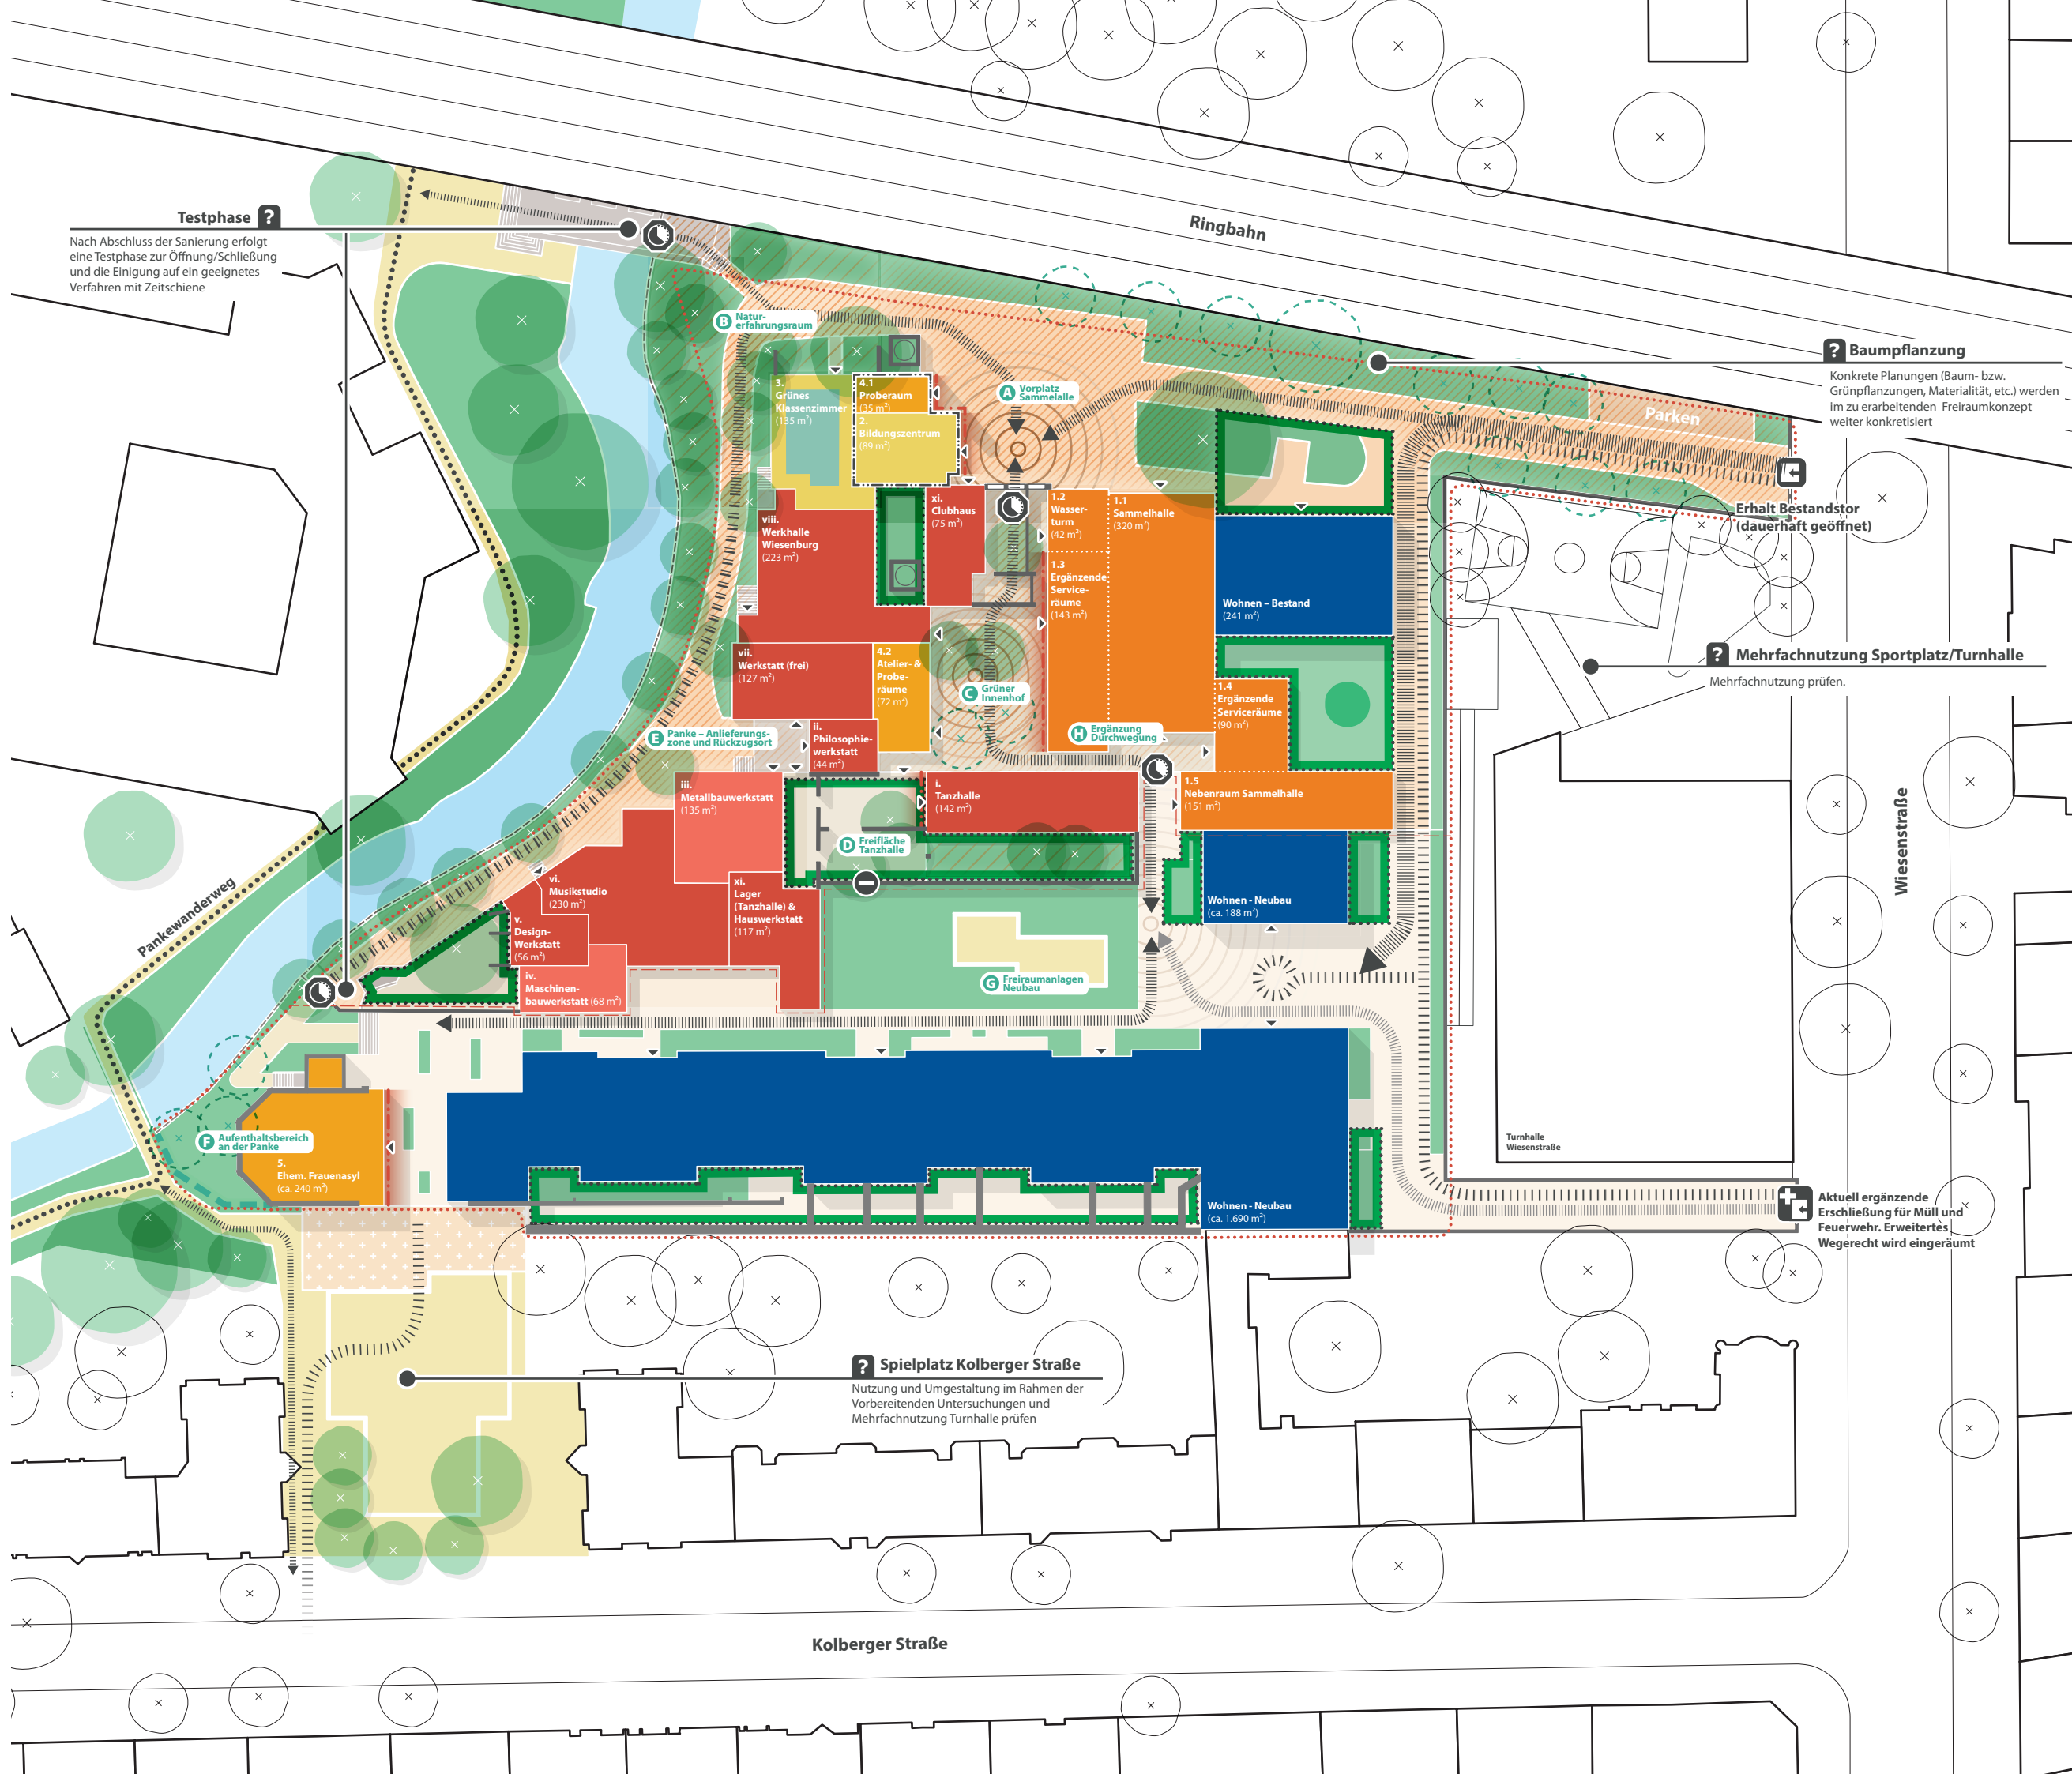 Ringbahn
Testphase ?
Nach Abschluss der Sanierung erfolgt
eine Testphase zur Öffnung/Schließung
und die Einigung auf ein geeignetes
Verfahren mit Zeitschiene
B Natur-
erfahrungsraum
? Baumpflanzung
Konkrete Planungen (Baum- bzw.
Grünpflanzungen, Materialität, etc.) werden
im zu erarbeitenden Freiraumkonzept
weiter konkretisiert
Parken
A Vorplatz
Sammelalle
3.
Grünes
Klassenzimmer
(135 m²)
4.1
Proberaum
(35 m²)
2.
Bildungszentrum
(89 m²)
Erhalt Bestandstor
(dauerhaft geöffnet)
viii.
Werkhalle
Wiesenburg
(223 m²)
xi.
Clubhaus
(75 m²)
1.2
Wasser-
turm
(42 m²)
1.1
Sammelhalle
(320 m²)
1.3
Ergänzende
Service-
räume
(143 m²)
Wohnen – Bestand
(241 m²)
vii.
Werkstatt (frei)
(127 m²)
4.2
Atelier- &
Probe-
räume
(72 m²)
C Grüner
Innenhof
1.4
Ergänzende
Serviceräume
(90 m²)
? Mehrfachnutzung Sportplatz/Turnhalle
Mehrfachnutzung prüfen.
E Panke – Anlieferungs-
zone und Rückzugsort
ii.
Philosophie-
werkstatt
(44 m²)
H Ergänzung
Durchwegung
iii.
Metallbauwerkstatt
(135 m²)
i.
Tanzhalle
(142 m²)
1.5
Nebenraum Sammelhalle
(151 m²)
D Freifläche
Tanzhalle
Wiesenstraße
Pankewanderweg
vi.
Musikstudio
(230 m²)
xi.
Lager
(Tanzhalle) &
Hauswerkstatt
(117 m²)
v.
Design-
Werkstatt
(56 m²)
iv.
Maschinen-
bauwerkstatt (68 m²)
Wohnen - Neubau
(ca. 188 m²)
G Freiraumanlagen
Neubau
F Aufenthaltsbereich
an der Panke
5.
Ehem. Frauenasyl
(ca. 240 m²)
Turnhalle
Wiesenstraße
Wohnen - Neubau
(ca. 1.690 m²)
Aktuell ergänzende
Erschließung für Müll und
Feuerwehr. Erweitertes
Wegerecht wird eingeräumt
? Spielplatz Kolberger Straße
Nutzung und Umgestaltung im Rahmen der
Vorbereitenden Untersuchungen und
Mehrfachnutzung Turnhalle prüfen
Kolberger Straße